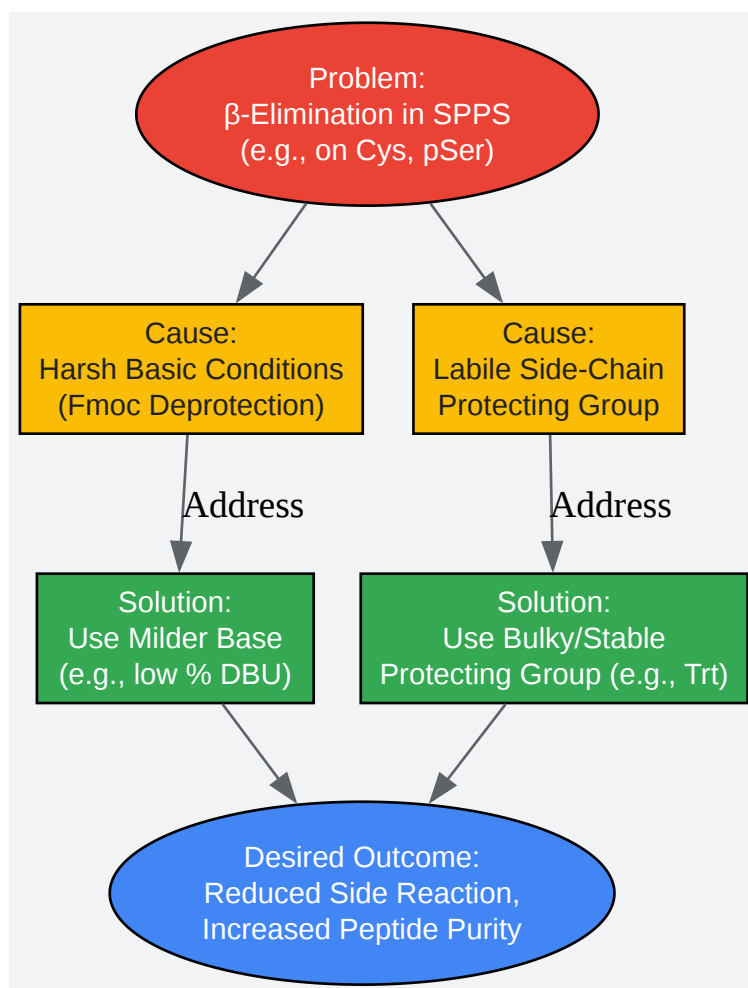 Problem:
β-Elimination in SPPS
(e.g., on Cys, pSer)
Cause:
Harsh Basic Conditions
(Fmoc Deprotection)
Cause:
Labile Side-Chain
Protecting Group
Address
Address
Solution:
Use Milder Base
(e.g., low % DBU)
Solution:
Use Bulky/Stable
Protecting Group (e.g., Trt)
Desired Outcome:
Reduced Side Reaction,
Increased Peptide Purity